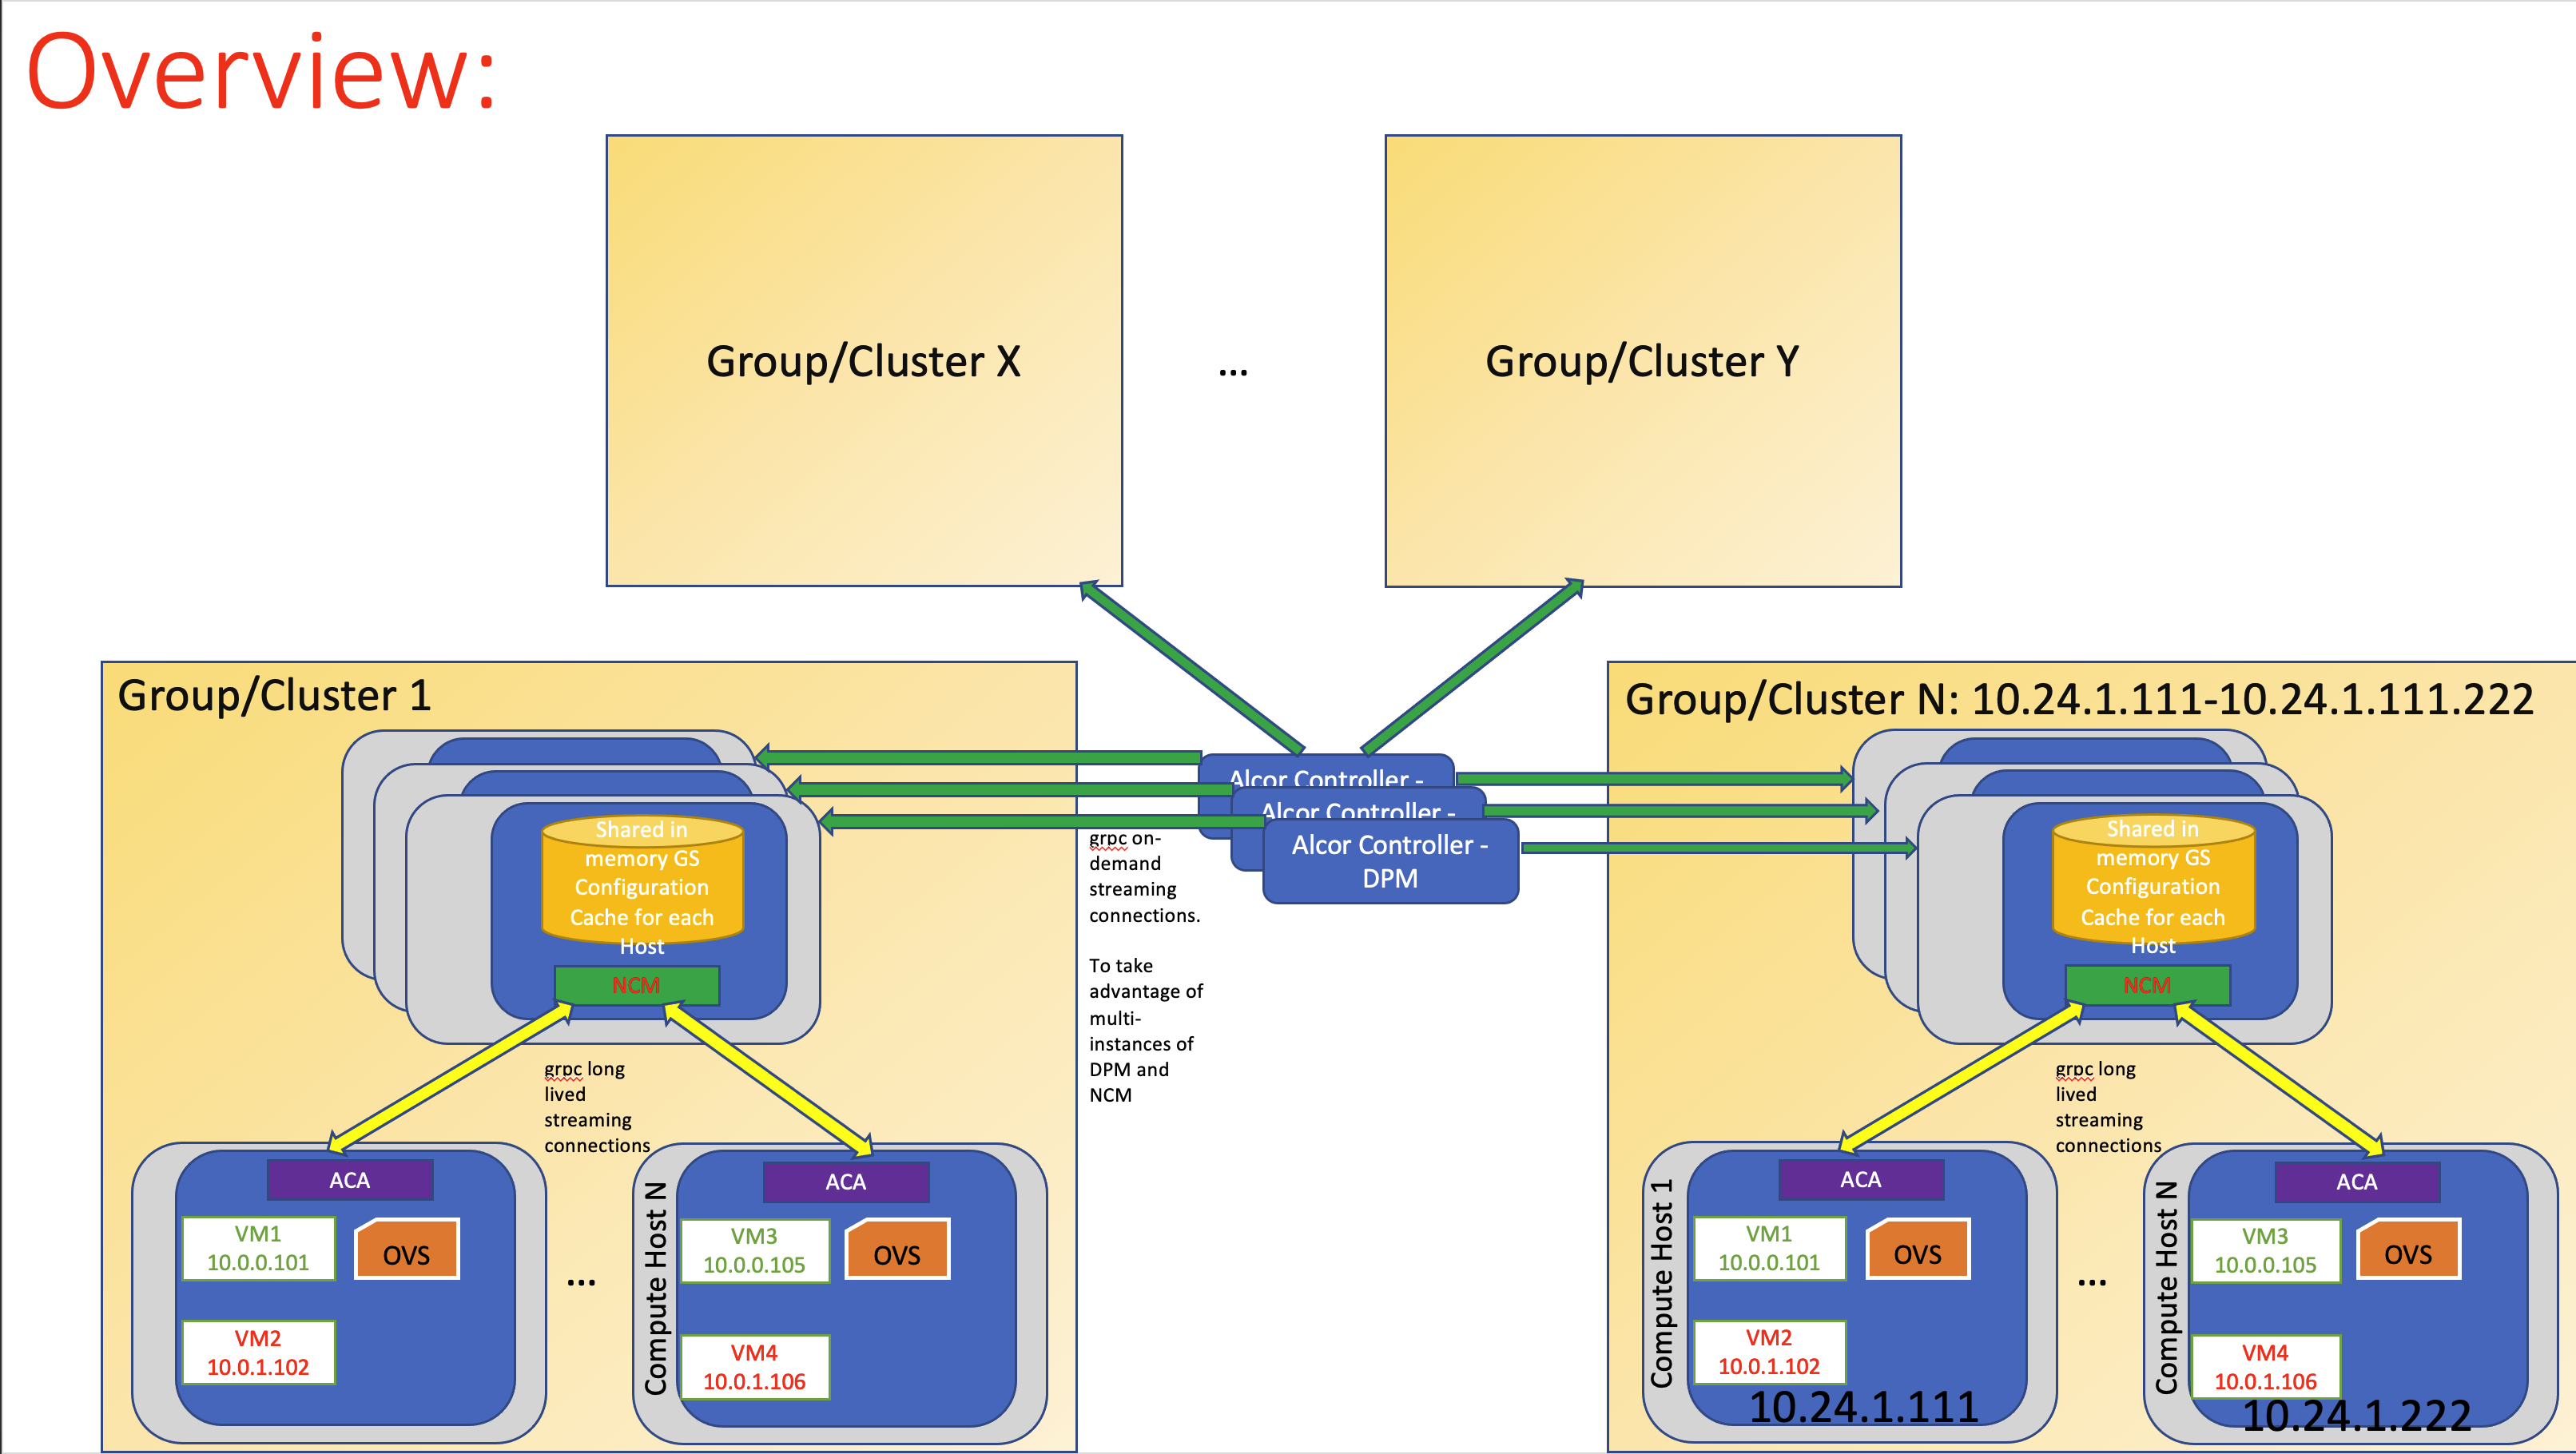 Overview:
Group/Cluster X
...
Group/Cluster Y
Group/Cluster 1
Shared in
memory GS
Configuration
Cache for each
Host
NCM
grpc long
lived
streaming
connections
ACA
VM1
10.0.0.101
OVS
VM2
10.0.1.102
...
Compute Host N
ACA
VM3
10.0.0.105
OVS
VM4
10.0.1.106
Alcor Controller -
Alcor Controller -
Alcor Controller -
DPM
grpc on-
demand
streaming
connections.
To take
advantage of
multi-
instances of
DPM and
NCM
Group/Cluster N: 10.24.1.111-10.24.1.111.222
Shared in
memory GS
Configuration
Cache for each
Host
NCM
grpc long
lived
streaming
connections
Compute Host 1
ACA
VM1
10.0.0.101
OVS
VM2
10.0.1.102
10.24.1.111
...
Compute Host N
ACA
VM3
10.0.0.105
OVS
VM4
10.0.1.106
10.24.1.222